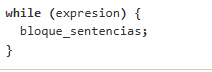 while (expresion) {
  bloque_sentencias;
}